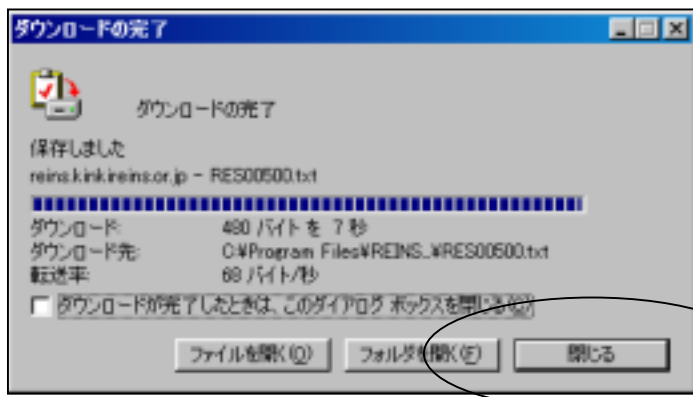 ダウンロードの完了
ダウンロードの完了
保存しました
reins.kinkireins.or.jp - RES00500.txt
ダウンロード: 480 バイト を 7 秒
ダウンロード先: C:¥Program Files¥REINS_¥RES00500.txt
転送率: 68 バイト/秒
ダウンロードが完了したときは、このダイアログ ボックスを閉じる(C)
ファイルを開く(O) フォルダを開く(F) 閉じる